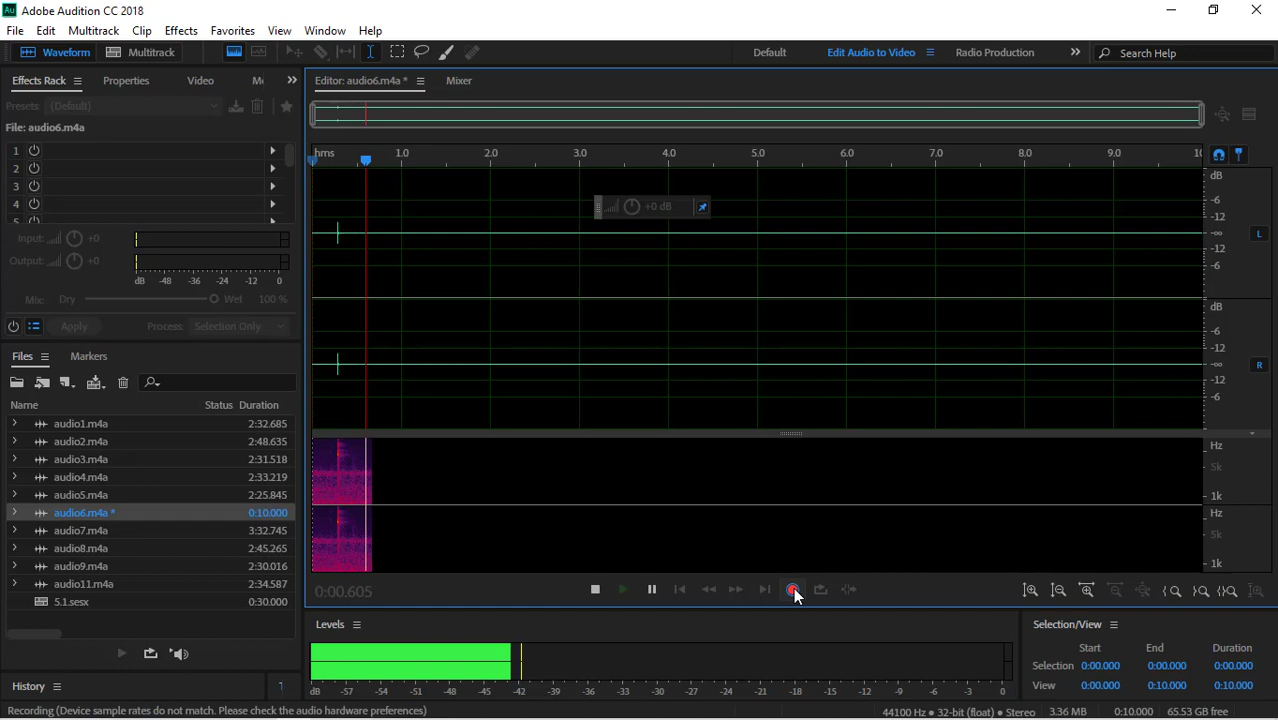 Au Adobe Audition CC 2018
File Edit Multitrack Clip Effects Favorites View Window Help
Waveform Multitrack Default Edit Audio to Video Radio Production Search Help
Effects Rack Properties Video
Presets: (Default)
File: audio6.m4a
1
2
3
4
Input: +0
Output: +0
dB -48 -36 -24 -12 0
Mix: Dry Wet 100 %
Apply Process: Selection Only
Files Markers
Name Status Duration
audio1.m4a 2:32.685
audio2.m4a 2:48.635
audio3.m4a 2:31.518
audio4.m4a 2:33.219
audio5.m4a 2:25.845
audio6.m4a * 0:10.000
audio7.m4a 3:32.745
audio8.m4a 2:45.265
audio9.m4a 2:30.016
audio11.m4a 2:34.587
5.1.sesx 0:30.000
History
Editor: audio6.m4a * Mixer
hms 1.0 2.0 3.0 4.0 5.0 6.0 7.0 8.0 9.0
+0 dB
dB
-6
-12
-∞
-12
-6
L
dB
-6
-12
-∞
-12
-6
R
Hz
5k
1k
Hz
5k
1k
0:00.605
Levels
dB -57 -54 -51 -48 -45 -42 -39 -36 -33 -30 -27 -24 -21 -18 -15 -12 -9 -6 -3 0
Selection/View
Start End Duration
Selection 0:00.000 0:00.000 0:00.000
View 0:00.000 0:10.000 0:10.000
Recording (Device sample rates do not match. Please check the audio hardware preferences) 44100 Hz • 32-bit (float) • Stereo 3.36 MB 0:10.000 65.53 GB free